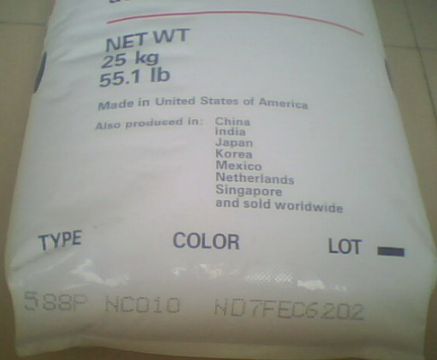 NET WT
25 kg
55.1 lb
Made in United States of America
Also produced in: China
India
Japan
Korea
Mexico
Netherlands
Singapore
and sold worldwide
TYPE COLOR LOT
588P NC010 ND7FEC6202